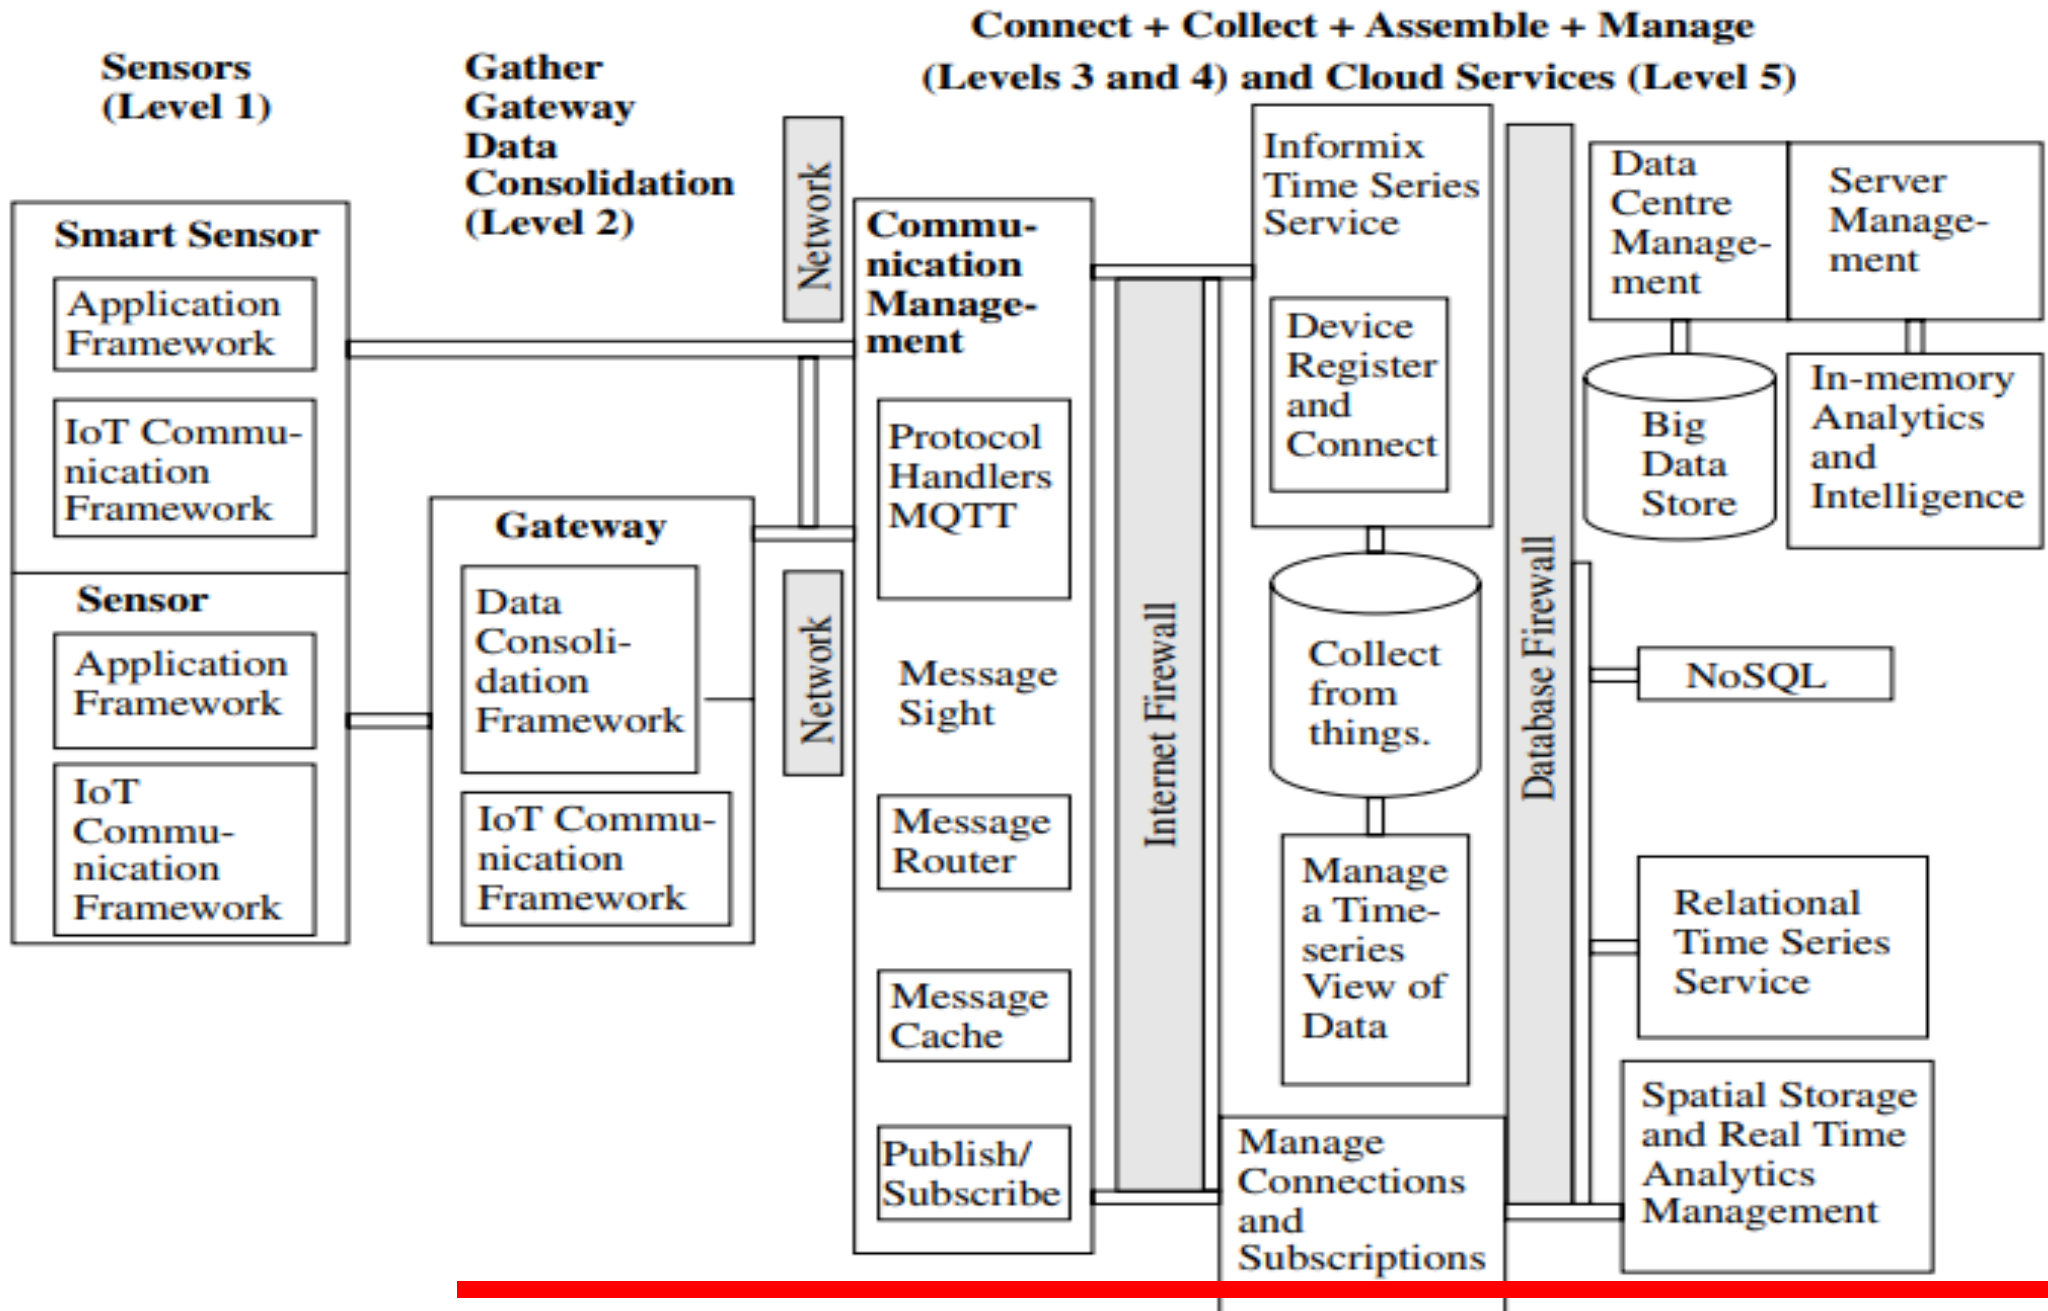 Connect + Collect + Assemble + Manage
(Levels 3 and 4) and Cloud Services (Level 5)
Sensors
(Level 1)
Gather
Gateway
Data
Consolidation
(Level 2)
Smart Sensor
Application
Framework
IoT Commu-
nication
Framework
Sensor
Application
Framework
IoT
Commu-
nication
Framework
Gateway
Data
Consoli-
dation
Framework
IoT Commu-
nication
Framework
Network
Network
Commu-
nication
Manage-
ment
Protocol
Handlers
MQTT
Message
Sight
Message
Router
Message
Cache
Publish/
Subscribe
Internet Firewall
Informix
Time Series
Service
Device
Register
and
Connect
Collect
from
things.
Manage
a Time-
series
View of
Data
Manage
Connections
and
Subscriptions
Database Firewall
Data
Centre
Manage-
ment
Server
Manage-
ment
Big
Data
Store
In-memory
Analytics
and
Intelligence
NoSQL
Relational
Time Series
Service
Spatial Storage
and Real Time
Analytics
Management